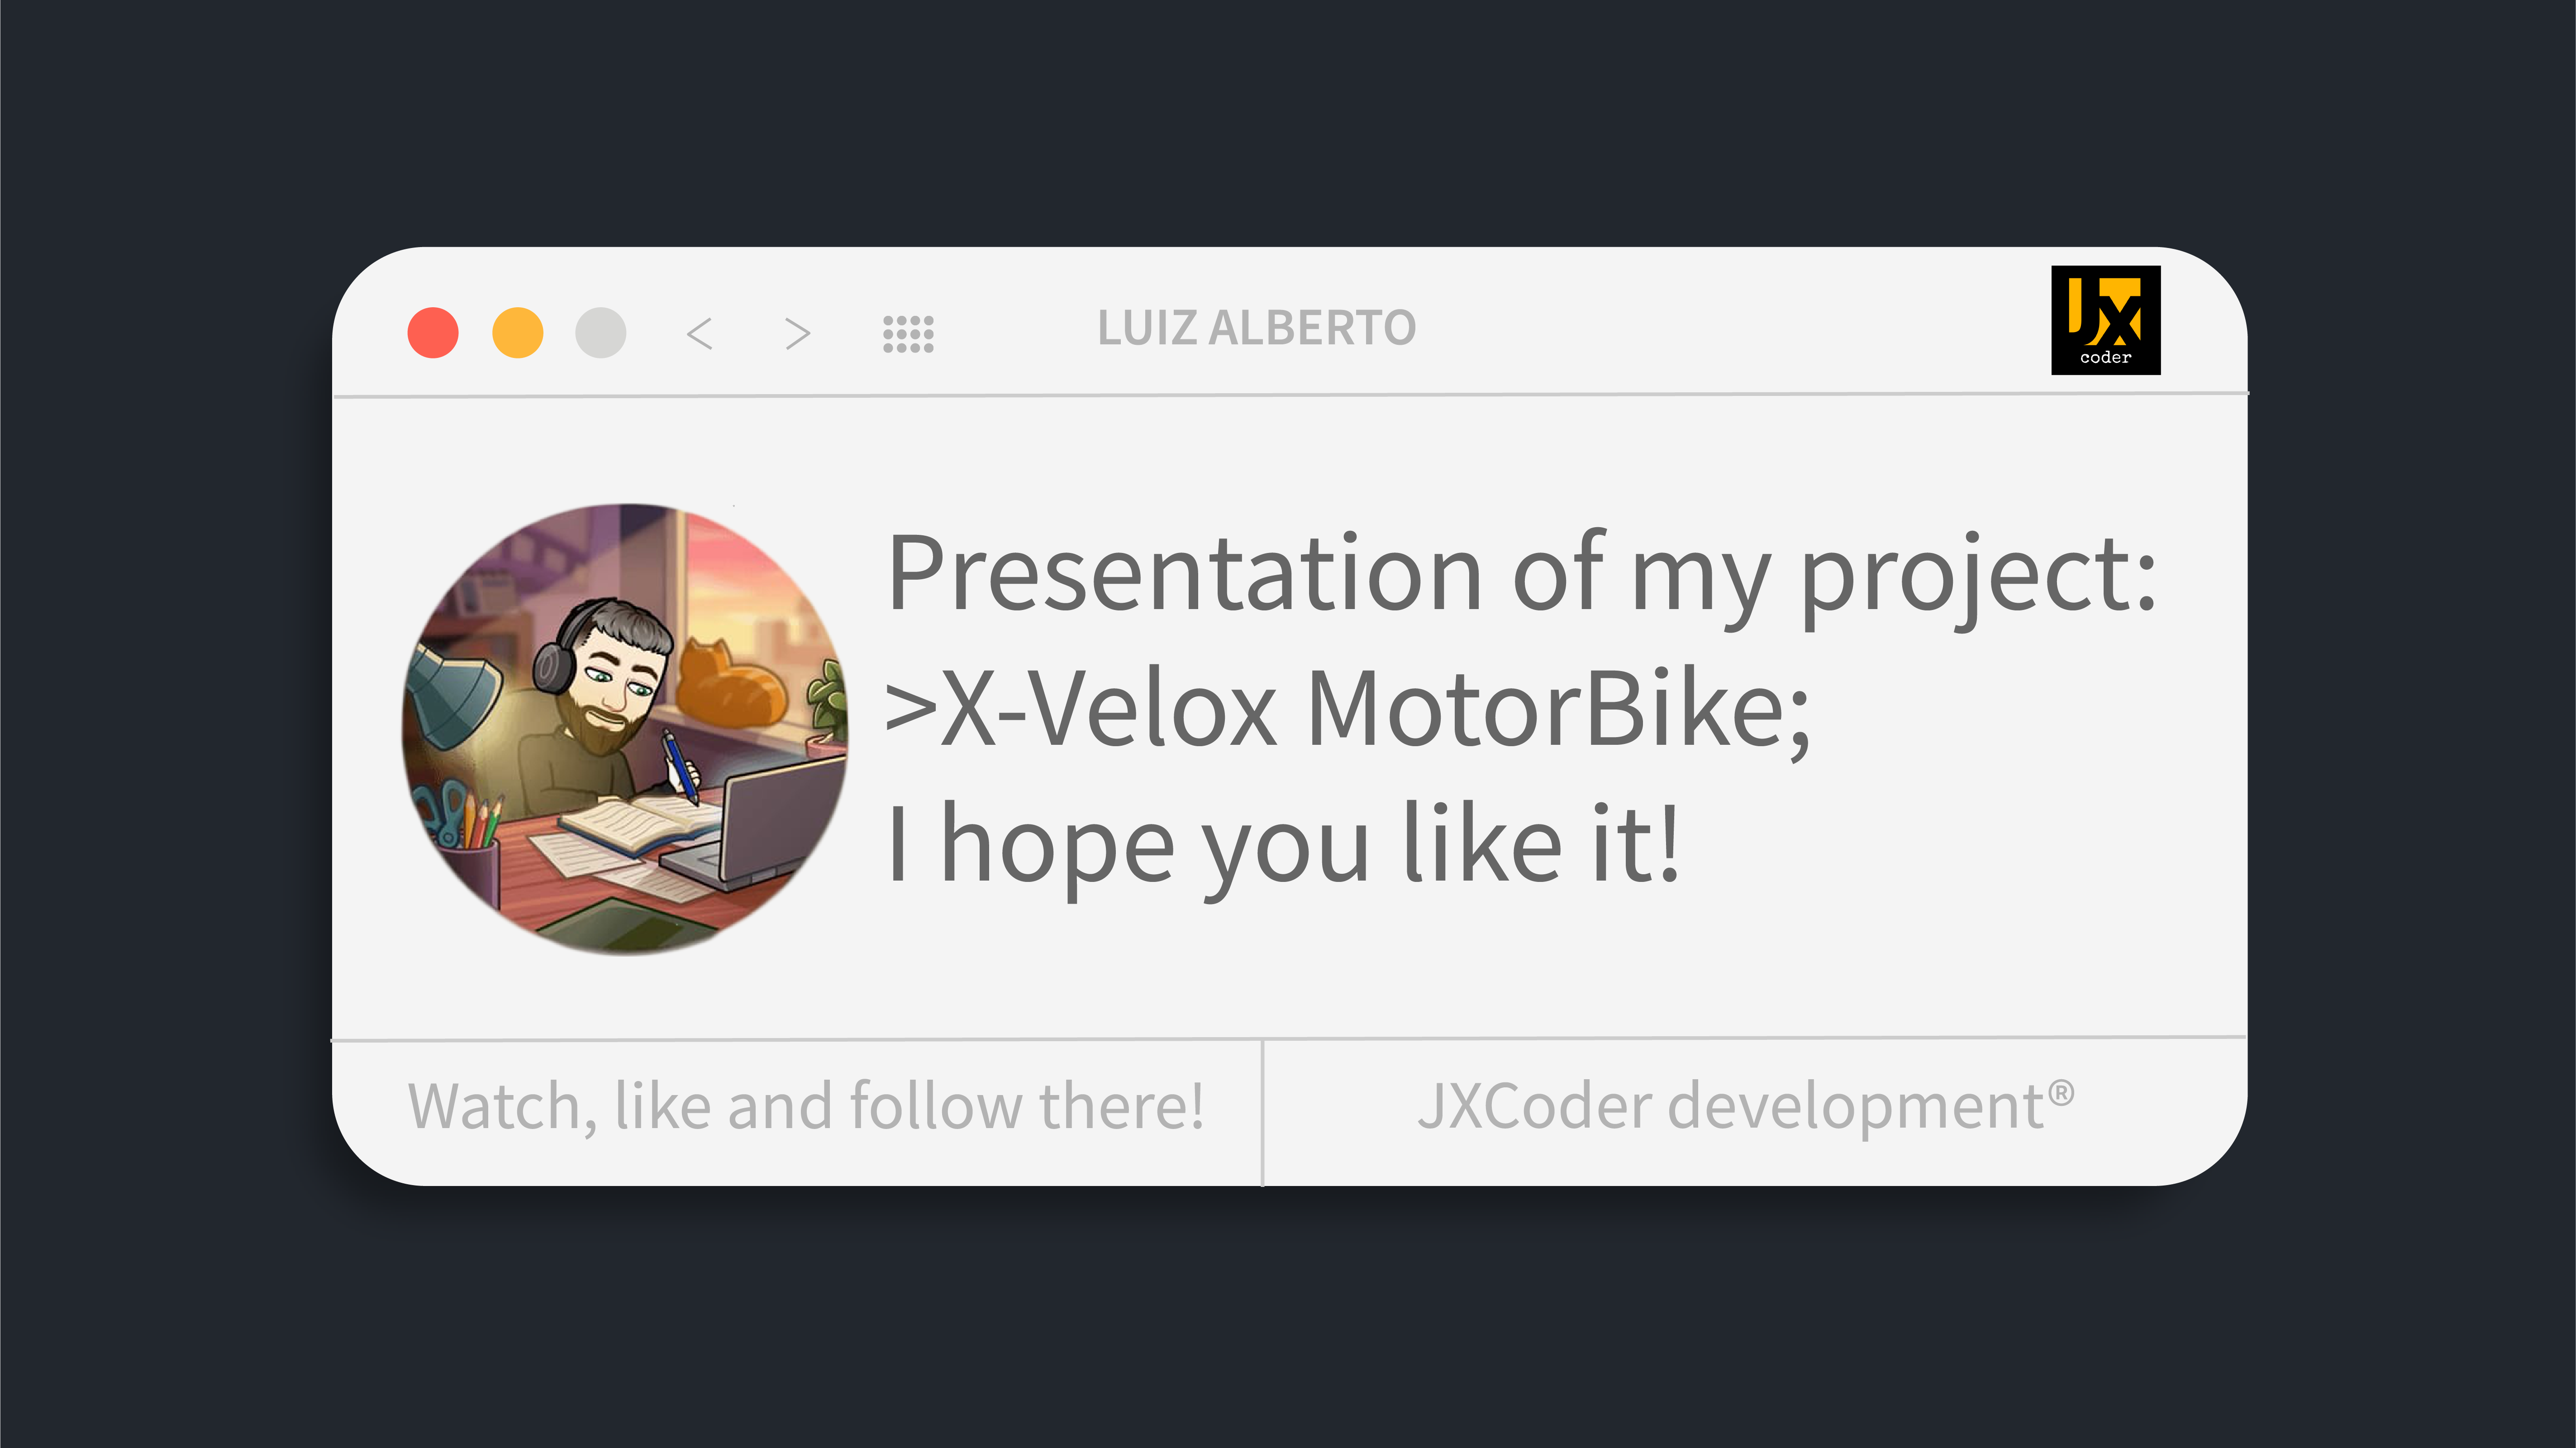 LUIZ ALBERTO
JX
coder
Presentation of my project:
>X-Velox MotorBike;
I hope you like it!
Watch, like and follow there!
JXCoder development®